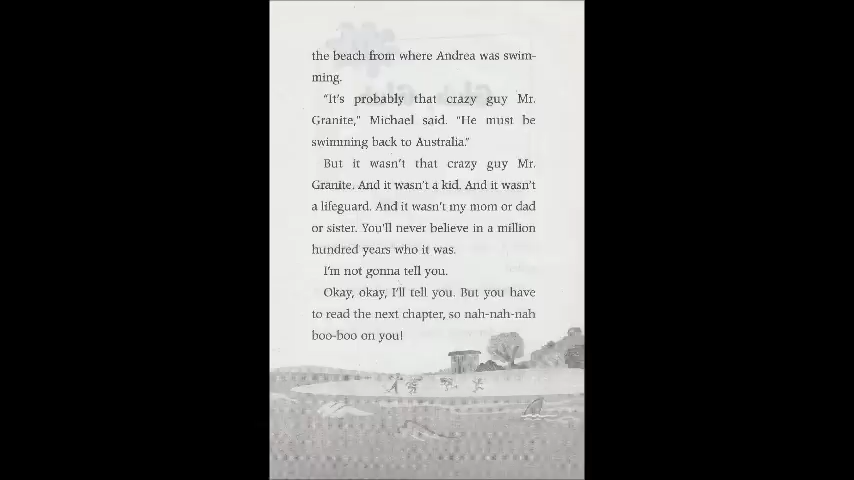 the beach from where Andrea was swim-
ming.
“It's probably that crazy guy Mr.
Granite,” Michael said. “He must be
swimming back to Australia.”
But it wasn't that crazy guy Mr.
Granite. And it wasn't a kid. And it wasn't
a lifeguard. And it wasn't my mom or dad
or sister. You'll never believe in a million
hundred years who it was.
I'm not gonna tell you.
Okay, okay, I'll tell you. But you have
to read the next chapter, so nah-nah-nah
boo-boo on you!